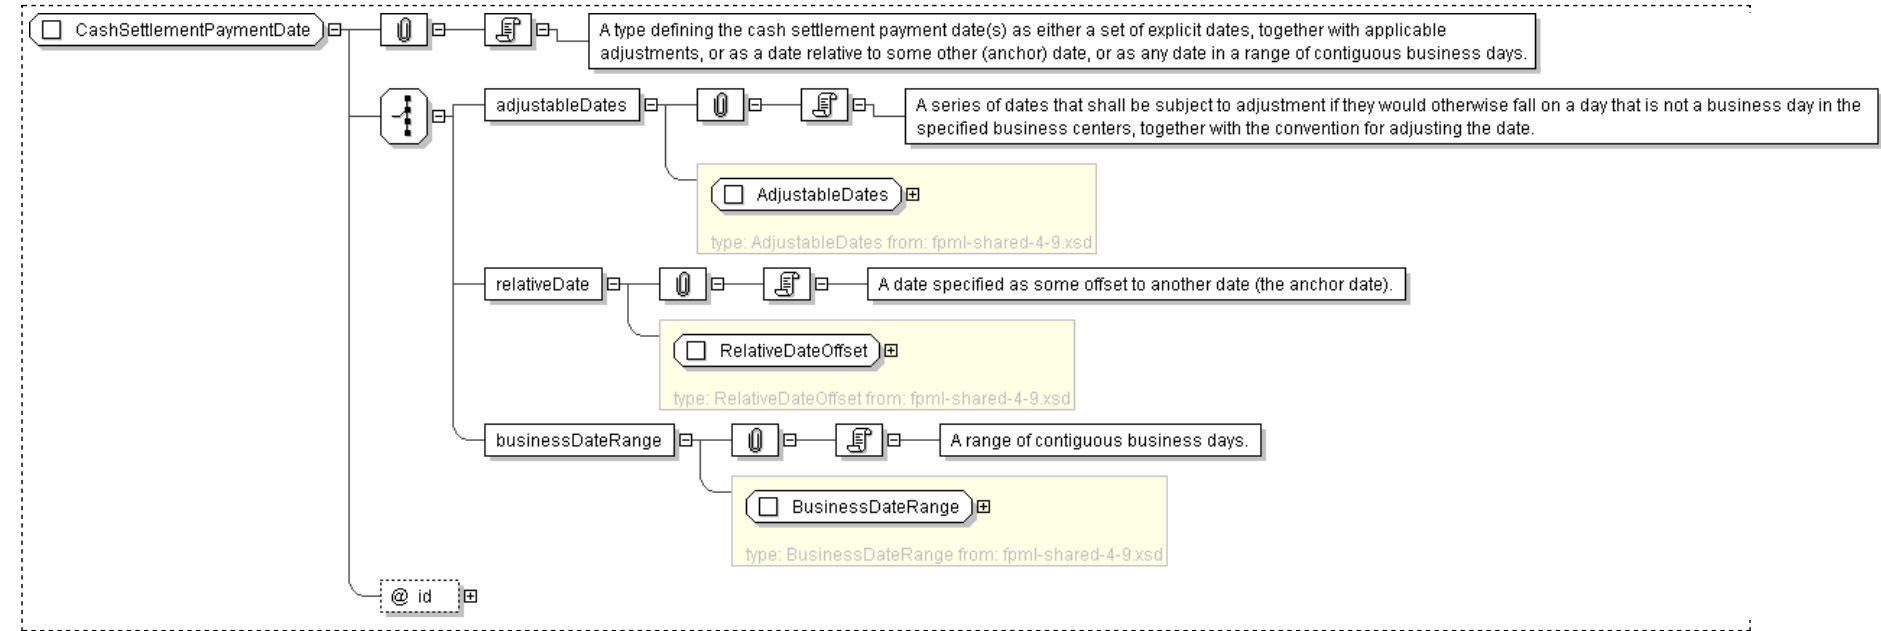 CashSettlementPaymentDate
A type defining the cash settlement payment date(s) as either a set of explicit dates, together with applicable
adjustments, or as a date relative to some other (anchor) date, or as any date in a range of contiguous business days.
adjustableDates
A series of dates that shall be subject to adjustment if they would otherwise fall on a day that is not a business day in the
specified business centers, together with the convention for adjusting the date.
AdjustableDates
type: AdjustableDates from: fpml-shared-4-9.xsd
relativeDate
A date specified as some offset to another date (the anchor date).
RelativeDateOffset
type: RelativeDateOffset from: fpml-shared-4-9.xsd
businessDateRange
A range of contiguous business days.
BusinessDateRange
type: BusinessDateRange from: fpml-shared-4-9.xsd
@ id